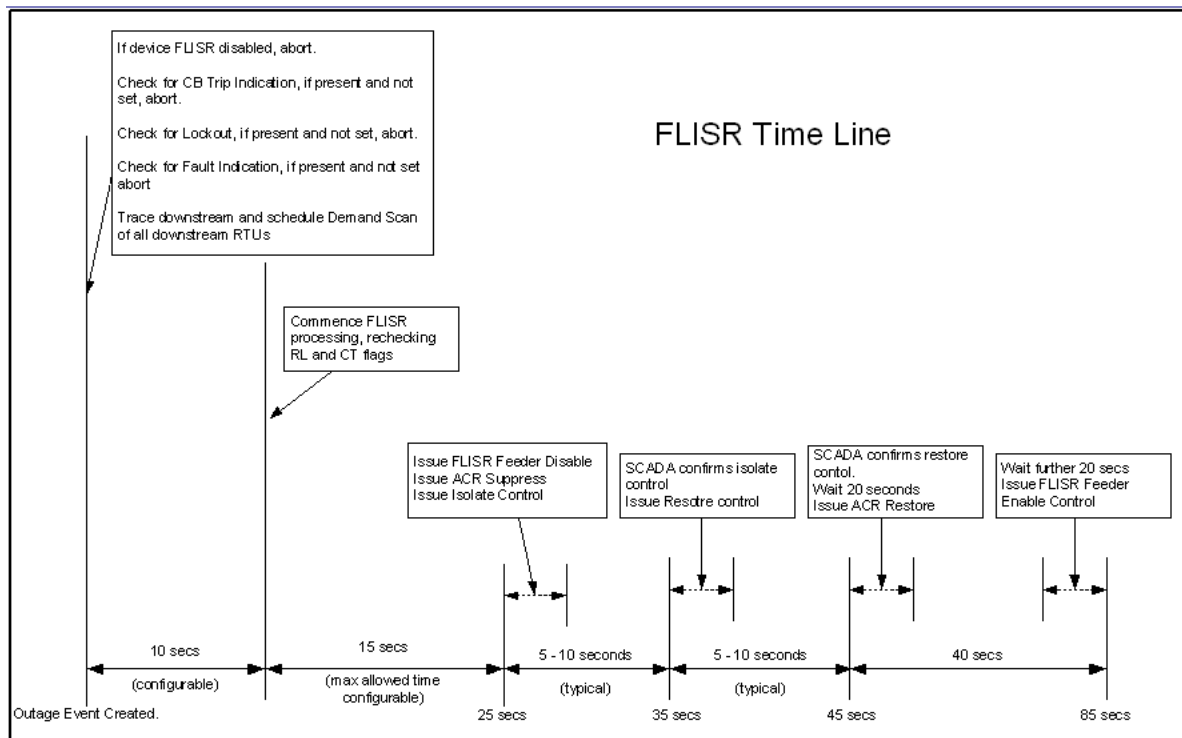 If device FLISR disabled, abort.
Check for CB Trip Indication, if present and not
set, abort.
Check for Lockout, if present and not set, abort.
Check for Fault Indication, if present and not set
abort
Trace downstream and schedule Demand Scan
of all downstream RTUs
FLISR Time Line
Commence FLISR
processing, rechecking
RL and CT flags
Issue FLISR Feeder Disable
Issue ACR Suppress
Issue Isolate Control
SCADA confirms isolate
control
Issue Resotre control
SCADA confirms restore
contol.
Wait 20 seconds
Issue ACR Restore
Wait further 20 secs
Issue FLISR Feeder
Enable Control
10 secs
(configurable)
15 secs
(max allowed time
configurable)
5 - 10 seconds
(typical)
5 - 10 seconds
(typical)
40 secs
Outage Event Created.
25 secs
35 secs
45 secs
85 secs